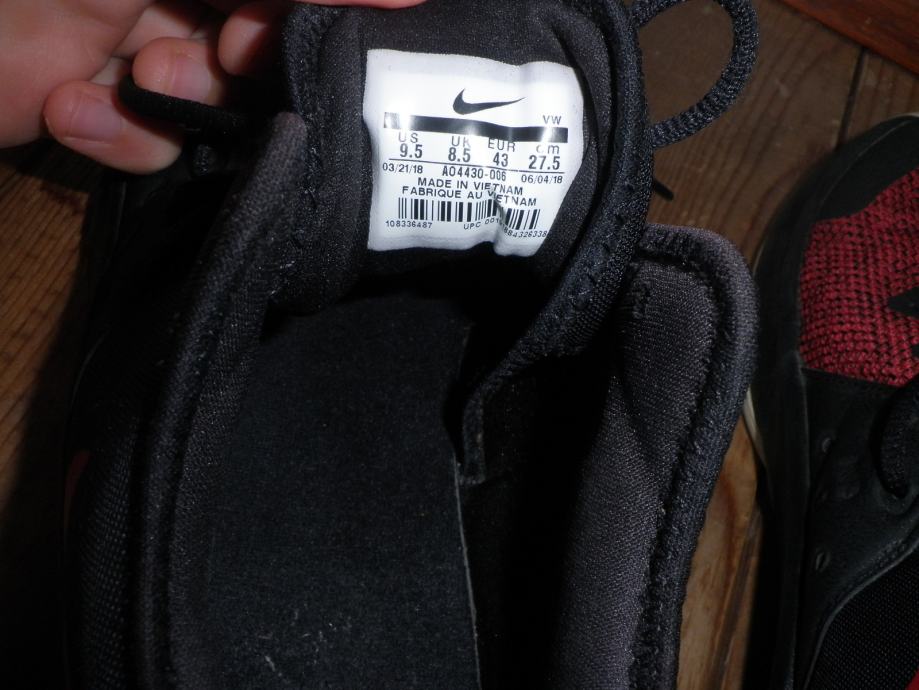 VW
US UK EUR cm
9.5 8.5 43 27.5
03/21/18 AO4430-006 06/04/18
MADE IN VIETNAM
FABRIQUE AU VIETNAM
108336487 UPC